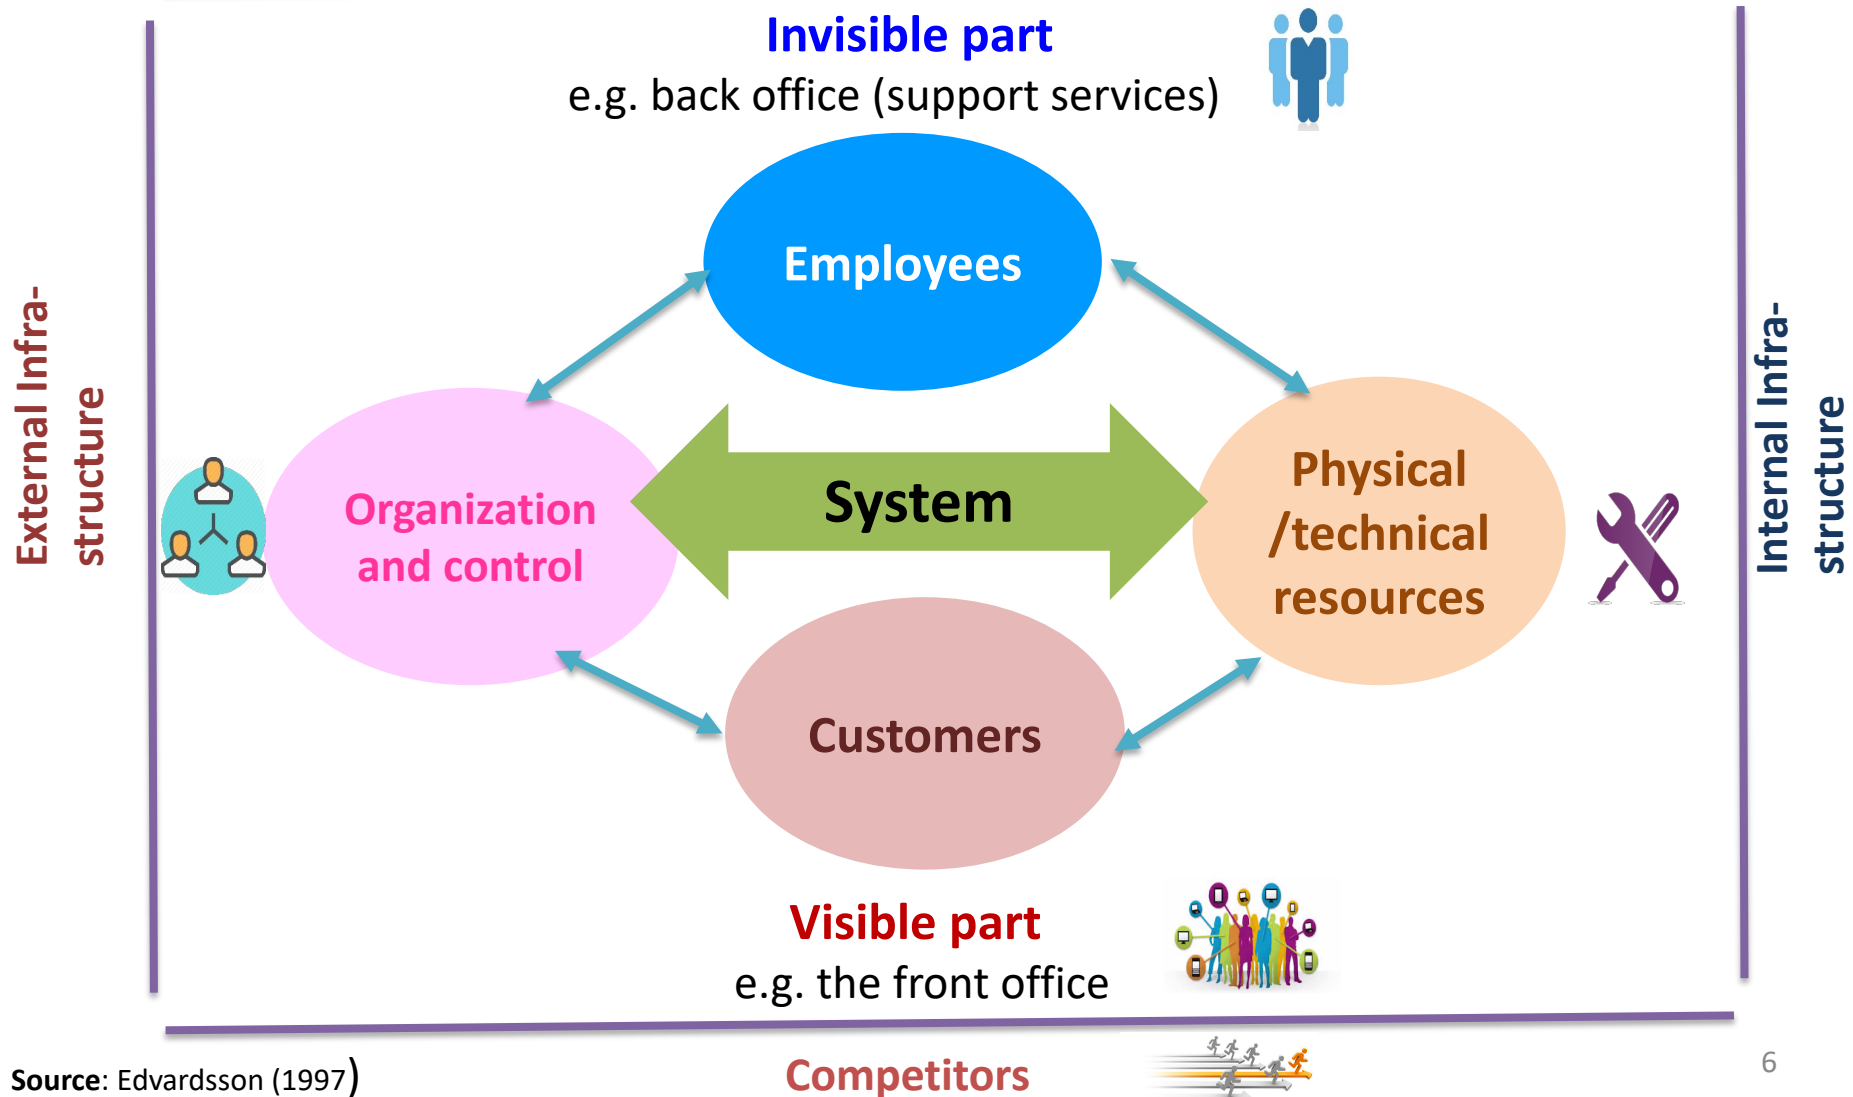 Invisible part
e.g. back office (support services)
Employees
External Infra-
structure
Organization
and control
System
Physical
/technical
resources
Internal Infra-
structure
Customers
Visible part
e.g. the front office
Source: Edvardsson (1997)
Competitors
6